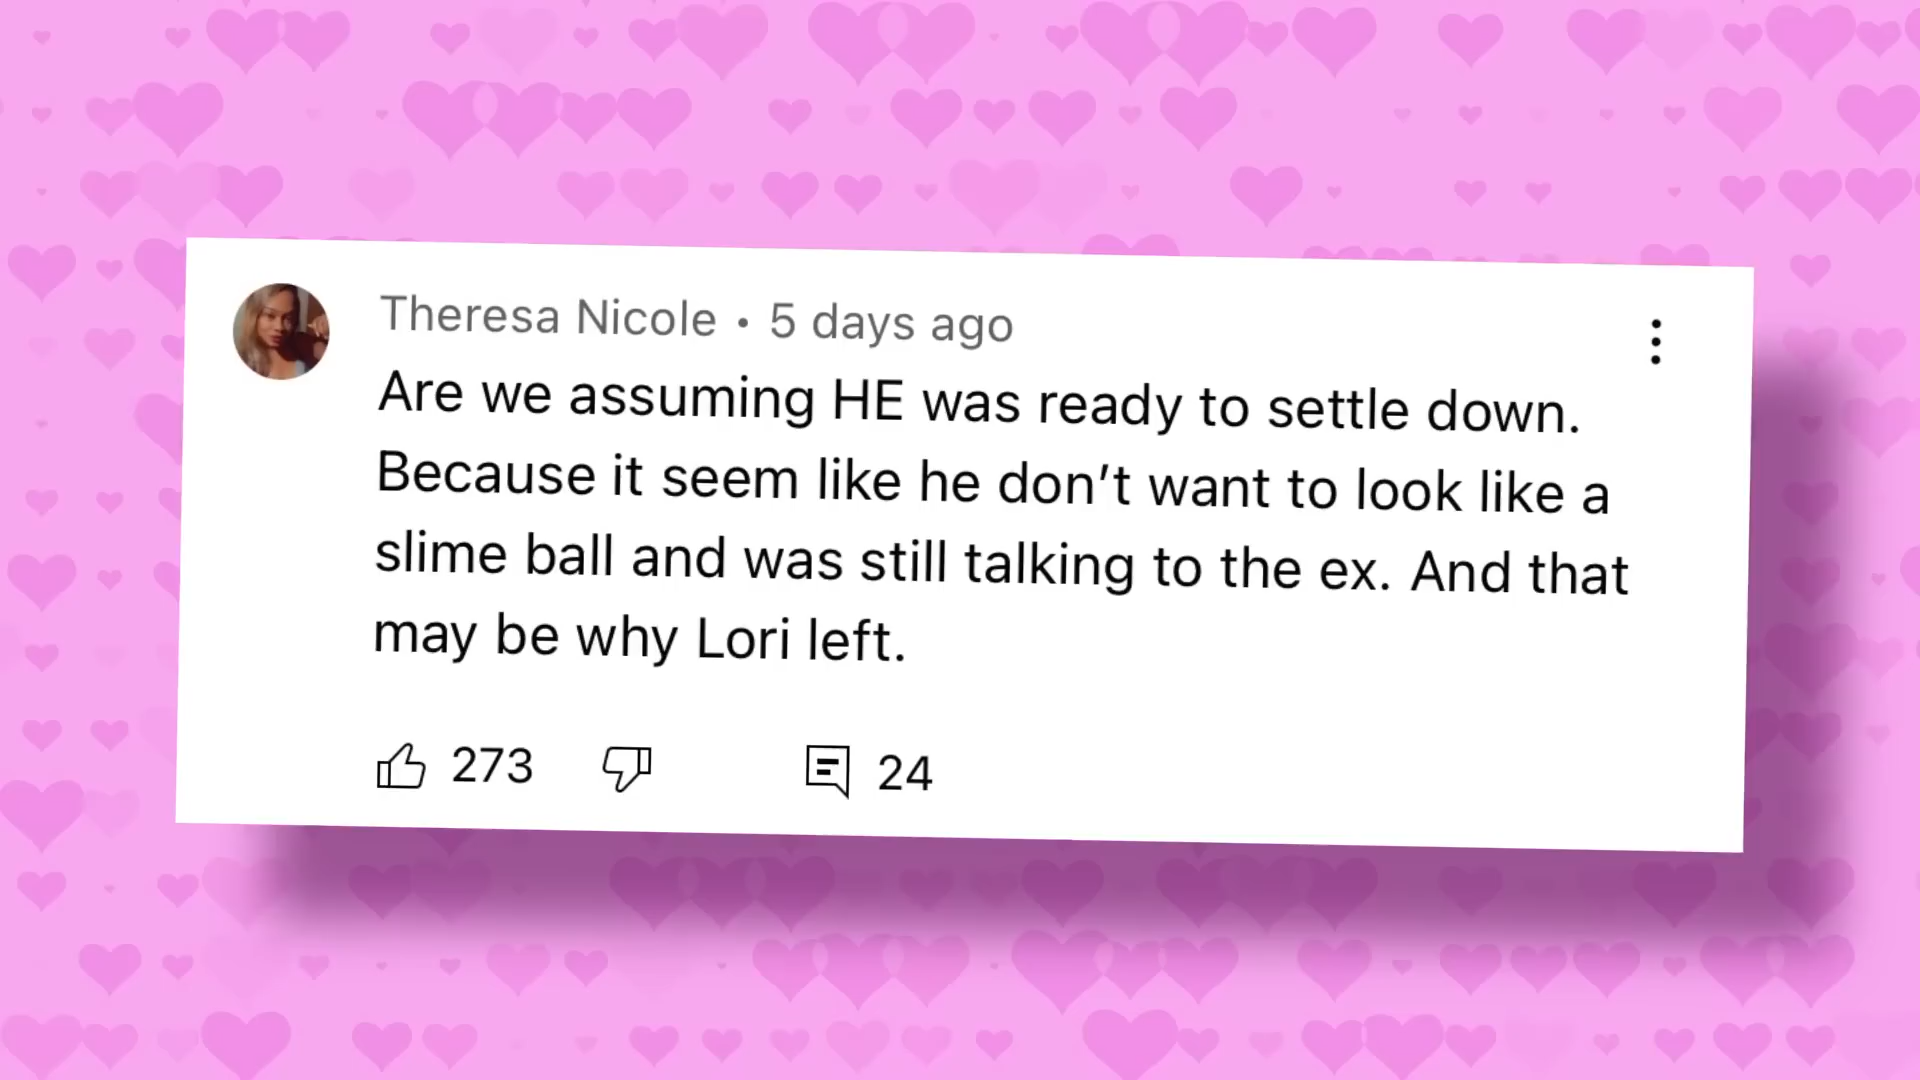 Theresa Nicole • 5 days ago
Are we assuming HE was ready to settle down.
Because it seem like he don't want to look like a
slime ball and was still talking to the ex. And that
may be why Lori left.
273 24